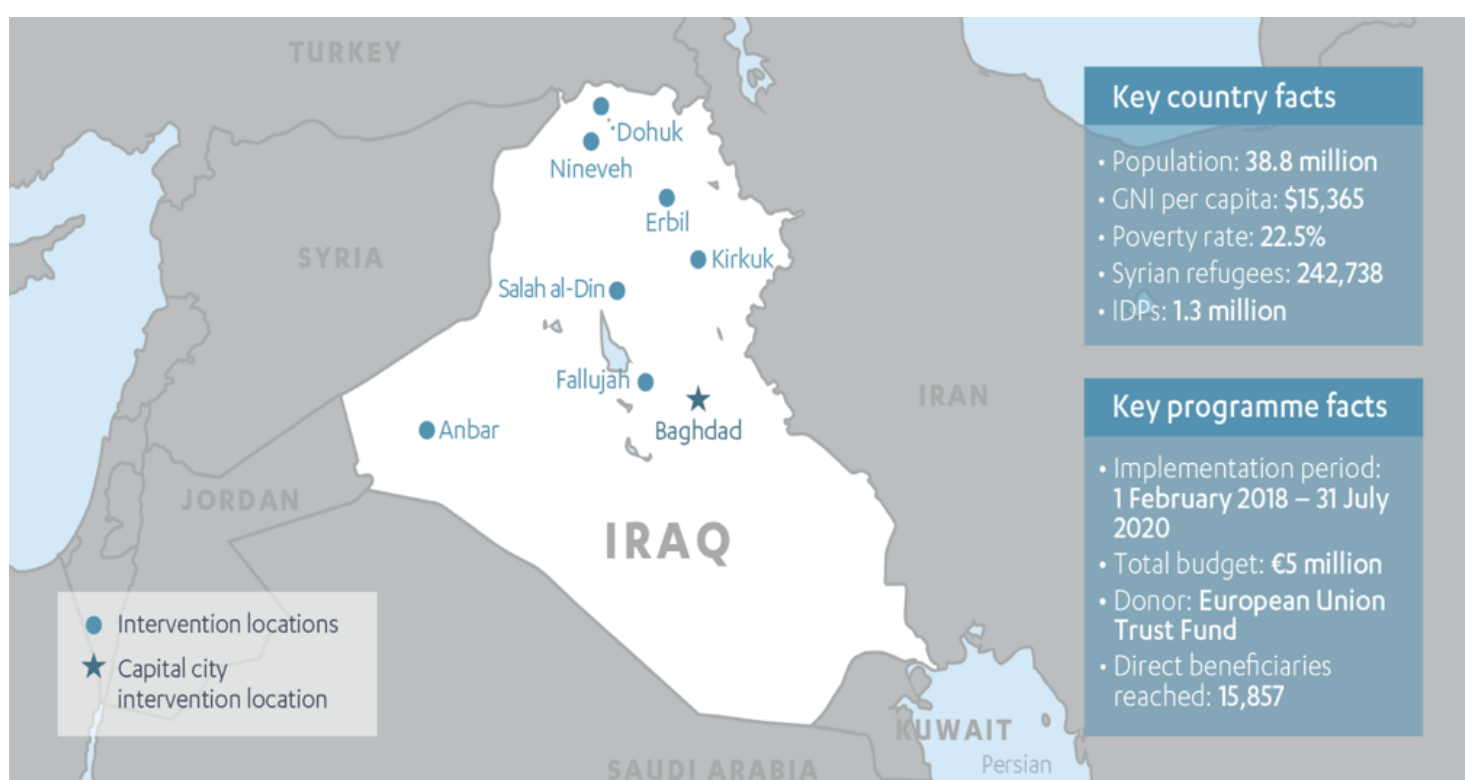 TURKEY
Dohuk
Nineveh
Erbil
SYRIA
Kirkuk
Salah al-Din
Fallujah
IRAN
Baghdad
Anbar
JORDAN
IRAQ
KUWAIT
Persian
SAUDI ARABIA
Intervention locations
Capital city
intervention location
Key country facts
• Population: 38.8 million
• GNI per capita: $15,365
• Poverty rate: 22.5%
• Syrian refugees: 242,738
• IDPs: 1.3 million
Key programme facts
• Implementation period:
1 February 2018 – 31 July
2020
• Total budget: €5 million
• Donor: European Union
Trust Fund
• Direct beneficiaries
reached: 15,857